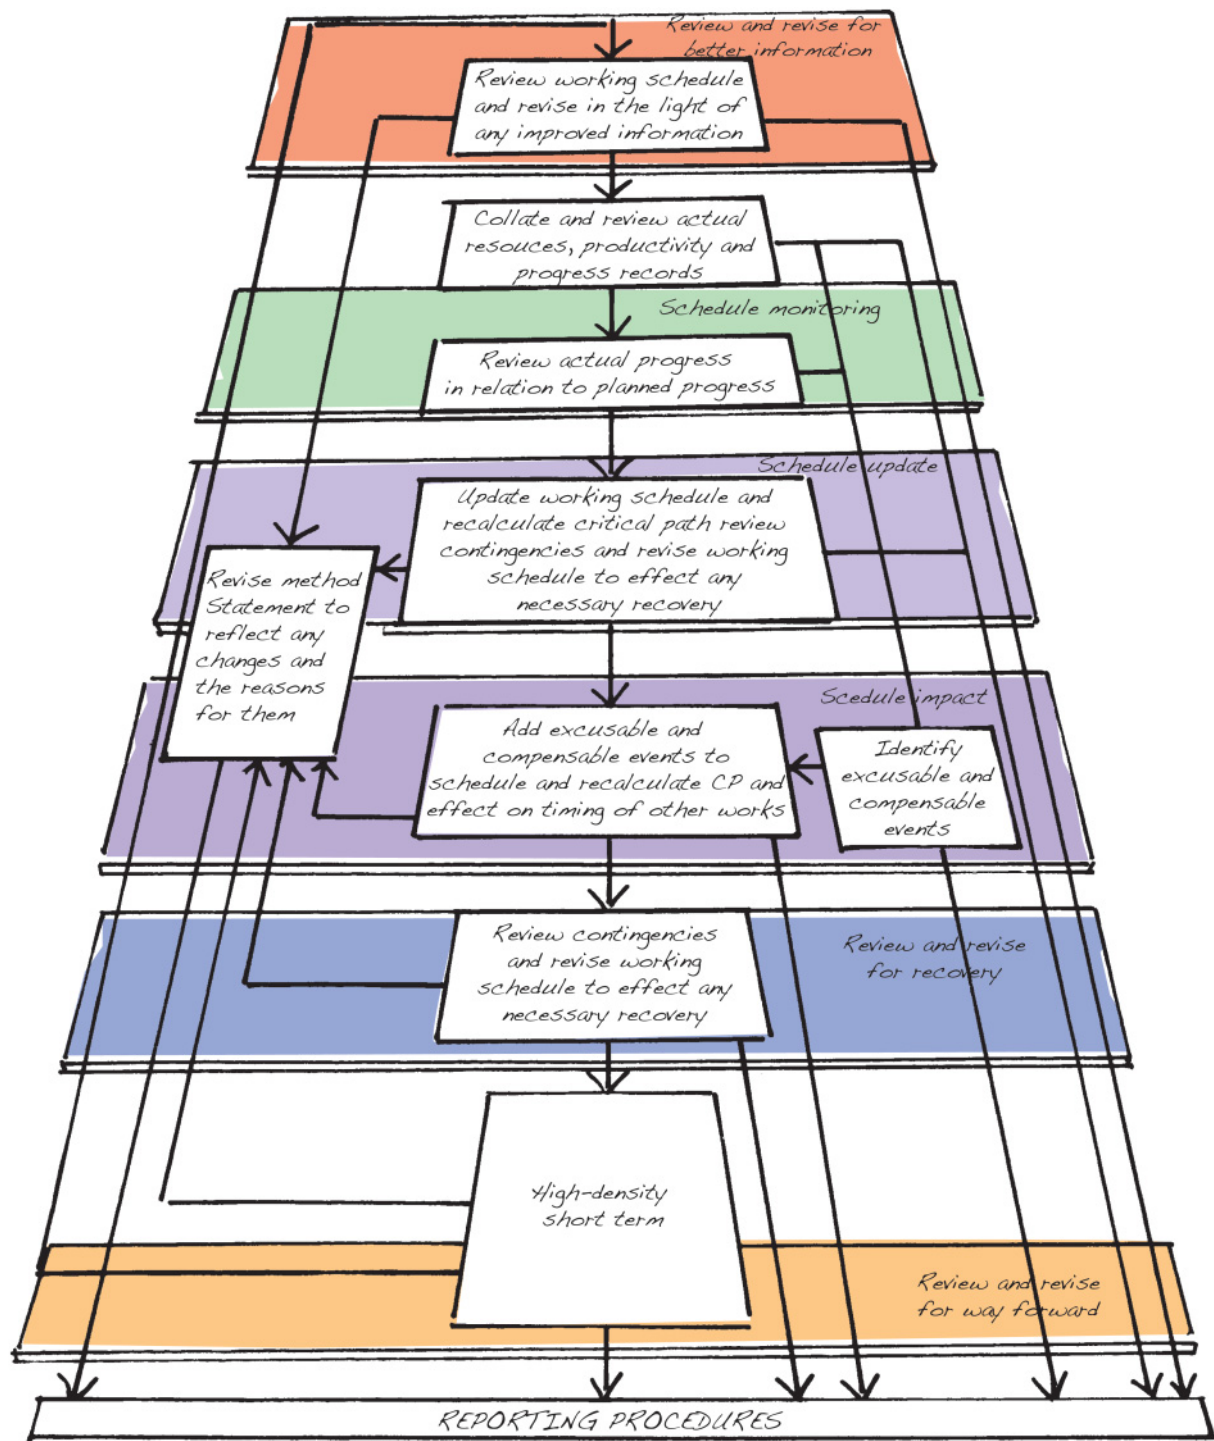 Review and revise for
better information
Review working schedule
and revise in the light of
any improved information
Collate and review actual
resouces, productivity and
progress records
Schedule monitoring
Review actual progress
in relation to planned progress
Schedule update
Update working schedule and
recalculate critical path review
contingencies and revise working
schedule to effect any
necessary recovery
Revise method
Statement to
reflect any
changes and
the reasons
for them
Scedule impact
Add excusable and
compensable events to
schedule and recalculate CP and
effect on timing of other works
Identify
excusable and
compensable
events
Review contingencies
and revise working
schedule to effect any
necessary recovery
Review and revise
for recovery
High-density
short term
Review and revise
for way forward
REPORTING PROCEDURES